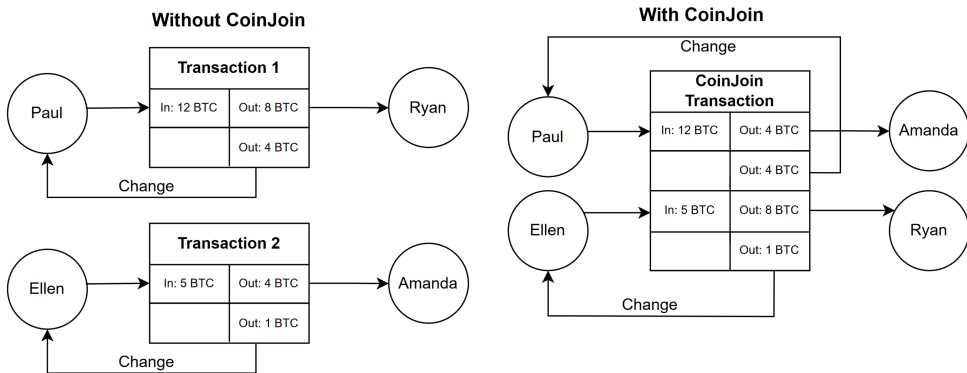 Without CoinJoin
Transaction 1
Paul
In: 12 BTC
Out: 8 BTC
Ryan
Out: 4 BTC
Change
Transaction 2
Ellen
In: 5 BTC
Out: 4 BTC
Amanda
Out: 1 BTC
Change
With CoinJoin
Change
CoinJoin
Transaction
Paul
In: 12 BTC
Out: 4 BTC
Amanda
Out: 4 BTC
Ellen
In: 5 BTC
Out: 8 BTC
Ryan
Out: 1 BTC
Change